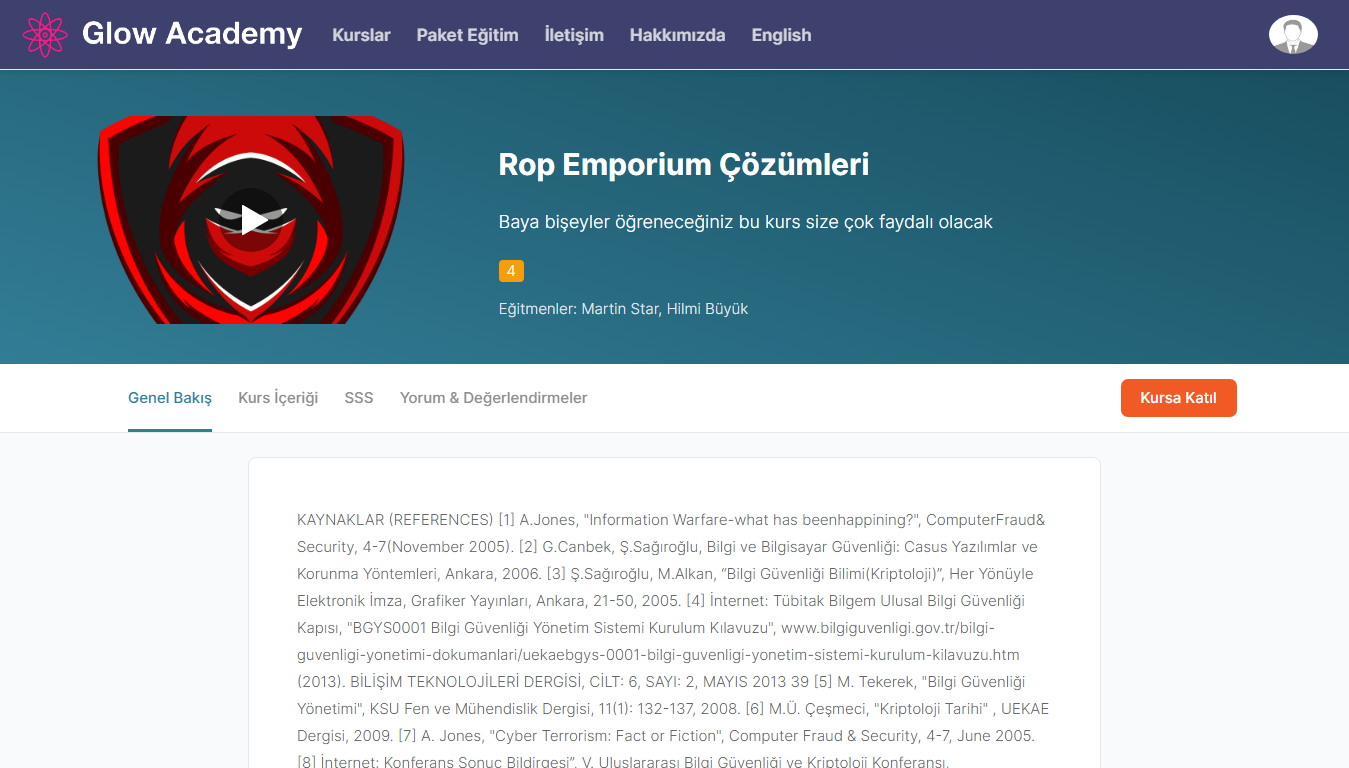 Glow Academy
Kurslar
Paket Eğitim
İletişim
Hakkımızda
English
Rop Emporium Çözümleri
Baya bişeyler öğreneceğiniz bu kurs size çok faydalı olacak
4
Eğitmenler: Martin Star, Hilmi Büyük
Genel Bakış
Kurs İçeriği
SSS
Yorum & Değerlendirmeler
Kursa Katıl
KAYNAKLAR (REFERENCES) [1] A.Jones, "Information Warfare-what has beenhappining?", ComputerFraud&
Security, 4-7(November 2005). [2] G.Canbek, Ş.Sağıroğlu, Bilgi ve Bilgisayar Güvenliği: Casus Yazılımlar ve
Korunma Yöntemleri, Ankara, 2006. [3] Ş.Sağıroğlu, M.Alkan, “Bilgi Güvenliği Bilimi(Kriptoloji)”, Her Yönüyle
Elektronik İmza, Grafiker Yayınları, Ankara, 21-50, 2005. [4] İnternet: Tübitak Bilgem Ulusal Bilgi Güvenliği
Kapısı, "BGYS0001 Bilgi Güvenliği Yönetim Sistemi Kurulum Kılavuzu", www.bilgiguvenligi.gov.tr/bilgi-
guvenligi-yonetimi-dokumanlari/uekaebgys-0001-bilgi-guvenligi-yonetim-sistemi-kurulum-kilavuzu.htm
(2013). BİLİŞİM TEKNOLOJİLERİ DERGİSİ, CİLT: 6, SAYI: 2, MAYIS 2013 39 [5] M. Tekerek, "Bilgi Güvenliği
Yönetimi", KSU Fen ve Mühendislik Dergisi, 11(1): 132-137, 2008. [6] M.Ü. Çeşmeci, "Kriptoloji Tarihi" , UEKAE
Dergisi, 2009. [7] A. Jones, "Cyber Terrorism: Fact or Fiction", Computer Fraud & Security, 4-7, June 2005.
[8] İnternet: Konferans Sonuç Bildirgesi”, V. Uluslararası Bilgi Güvenliği ve Kriptoloji Konferansı,